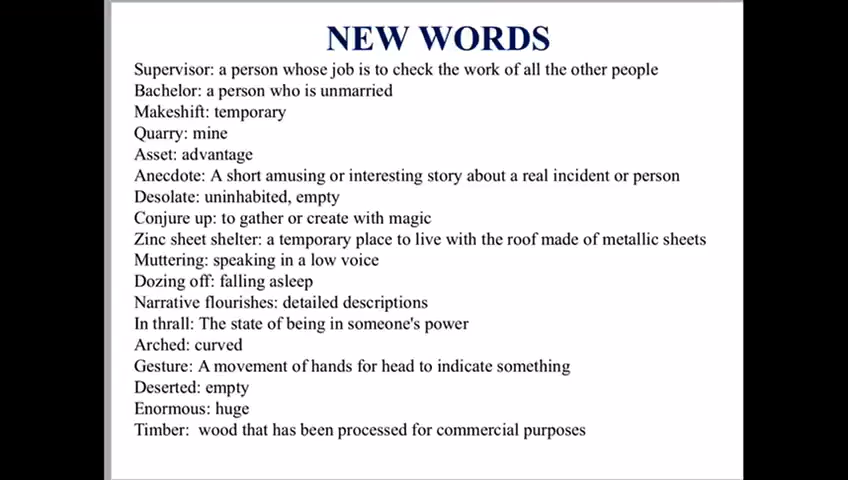 NEW WORDS
Supervisor: a person whose job is to check the work of all the other people
Bachelor: a person who is unmarried
Makeshift: temporary
Quarry: mine
Asset: advantage
Anecdote: A short amusing or interesting story about a real incident or person
Desolate: uninhabited, empty
Conjure up: to gather or create with magic
Zinc sheet shelter: a temporary place to live with the roof made of metallic sheets
Muttering: speaking in a low voice
Dozing off: falling asleep
Narrative flourishes: detailed descriptions
In thrall: The state of being in someone's power
Arched: curved
Gesture: A movement of hands for head to indicate something
Deserted: empty
Enormous: huge
Timber:  wood that has been processed for commercial purposes